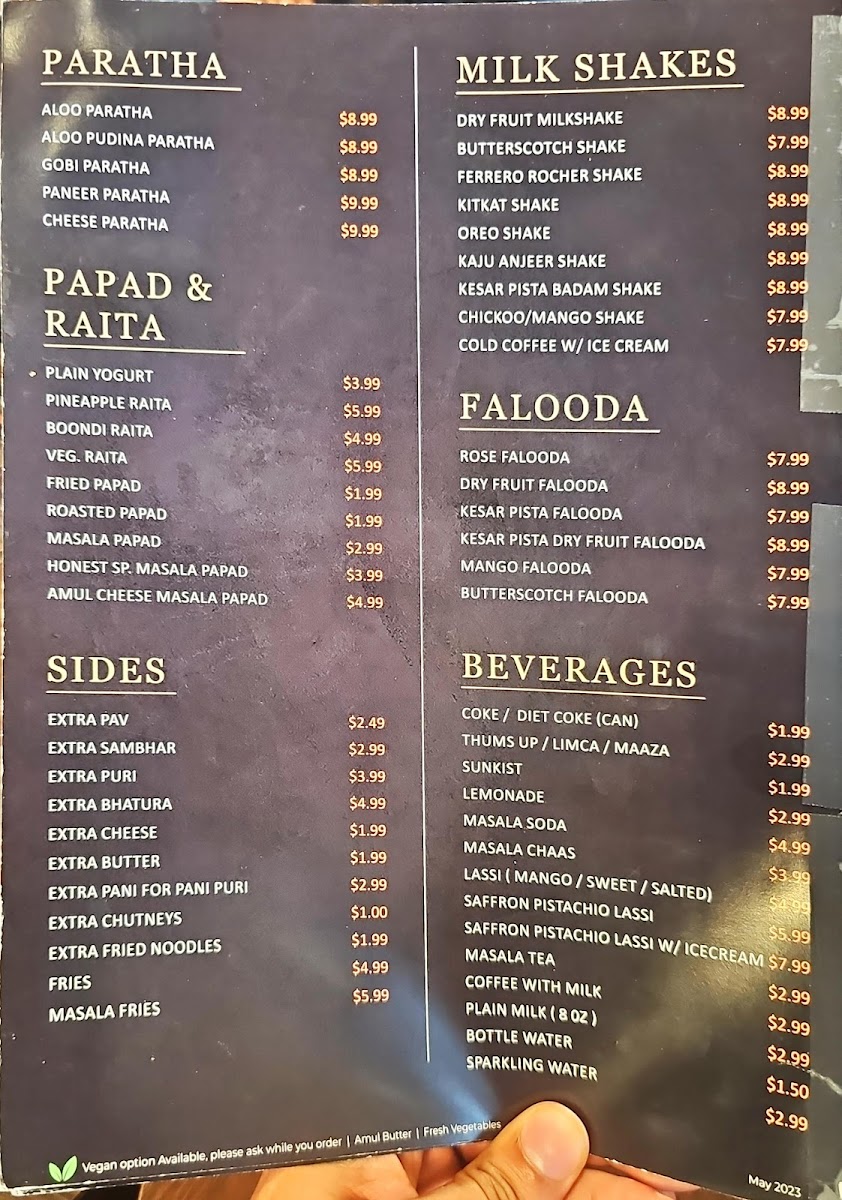 PARATHA
ALOO PARATHA $8.99
ALOO PUDINA PARATHA $8.99
GOBI PARATHA $8.99
PANEER PARATHA $9.99
CHEESE PARATHA $9.99
PAPAD &
RAITA
PLAIN YOGURT $3.99
PINEAPPLE RAITA $5.99
BOONDI RAITA $4.99
VEG. RAITA $5.99
FRIED PAPAD $1.99
ROASTED PAPAD $1.99
MASALA PAPAD $2.99
HONEST SP. MASALA PAPAD $3.99
AMUL CHEESE MASALA PAPAD $4.99
SIDES
EXTRA PAV $2.49
EXTRA SAMBHAR $2.99
EXTRA PURI $3.99
EXTRA BHATURA $4.99
EXTRA CHEESE $1.99
EXTRA BUTTER $1.99
EXTRA PANI FOR PANI PURI $2.99
EXTRA CHUTNEYS $1.00
EXTRA FRIED NOODLES $1.99
FRIES $4.99
MASALA FRIES $5.99
MILK SHAKES
DRY FRUIT MILKSHAKE $8.99
BUTTERSCOTCH SHAKE $7.99
FERRERO ROCHER SHAKE $8.99
KITKAT SHAKE $8.99
OREO SHAKE $8.99
KAJU ANJEER SHAKE $8.99
KESAR PISTA BADAM SHAKE $8.99
CHICKOO/MANGO SHAKE $7.99
COLD COFFEE W/ ICE CREAM $7.99
FALOODA
ROSE FALOODA $7.99
DRY FRUIT FALOODA $8.99
KESAR PISTA FALOODA $7.99
KESAR PISTA DRY FRUIT FALOODA $8.99
MANGO FALOODA $7.99
BUTTERSCOTCH FALOODA $7.99
BEVERAGES
COKE / DIET COKE (CAN) $1.99
THUMS UP / LIMCA / MAAZA $2.99
SUNKIST $1.99
LEMONADE $2.99
MASALA SODA $4.99
MASALA CHAAS $3.99
LASSI ( MANGO / SWEET / SALTED) $4.99
SAFFRON PISTACHIO LASSI $5.99
SAFFRON PISTACHIO LASSI W/ ICECREAM $7.99
MASALA TEA $2.99
COFFEE WITH MILK $2.99
PLAIN MILK ( 8 OZ ) $2.99
BOTTLE WATER $1.50
SPARKLING WATER $2.99
Vegan option Available, please ask while you order | Amul Butter | Fresh Vegetables
May 2023